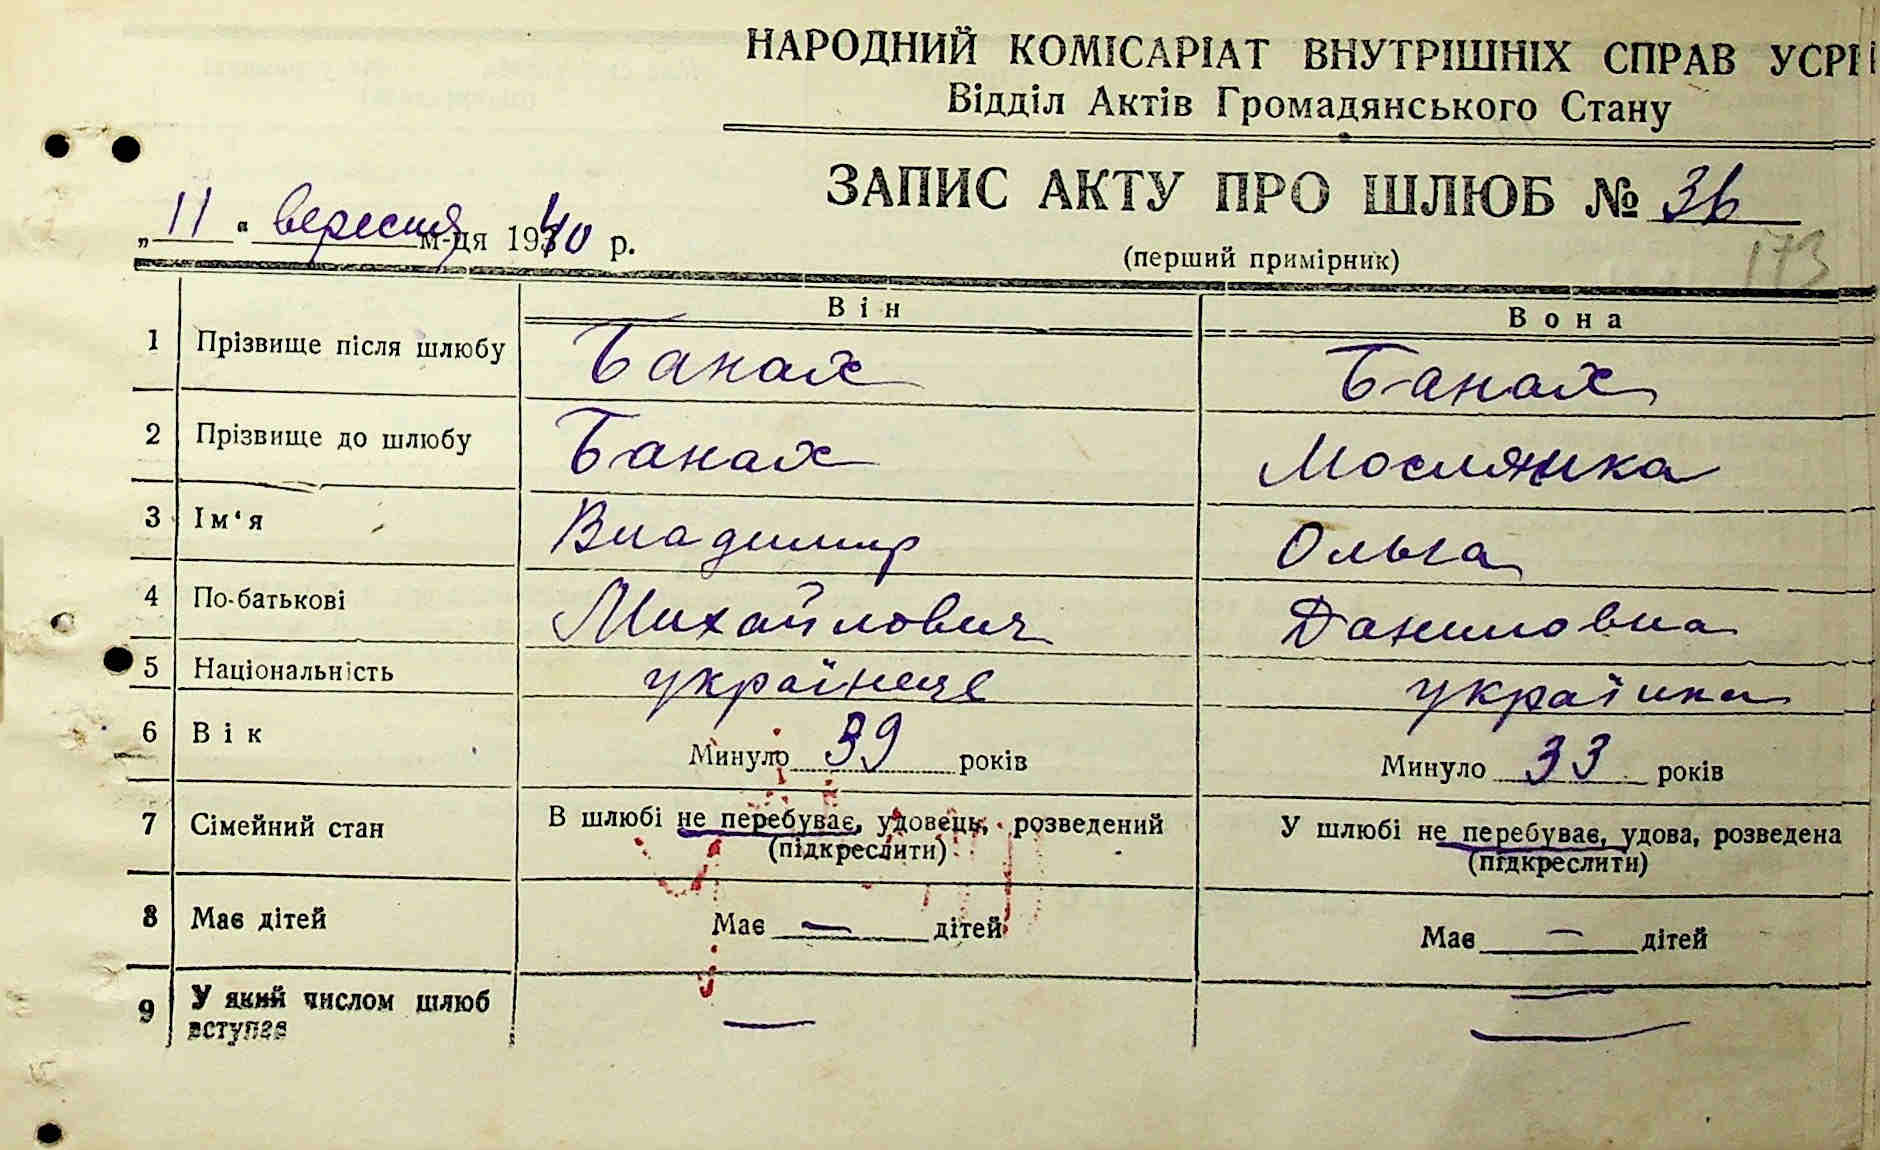 НАРОДНИЙ КОМІСАРІАТ ВНУТРІШНІХ СПРАВ УСРР
Відділ Актів Громадянського Стану
ЗАПИС АКТУ ПРО ШЛЮБ № 36
„ 11 " вересня м-ця 1940 р.
(перший примірник)
173
Він Вона
1 Прізвище після шлюбу Банах Банах
2 Прізвище до шлюбу Банах Мослянка
3 Ім'я Владимир Ольга
4 По-батькові Михайлович Даниловна
5 Національність українець українка
6 Вік Минуло 39 років Минуло 33 років
7 Сімейний стан В шлюбі не перебуває, удовець, розведений У шлюбі не перебуває, удова, розведена
(підкреслити) (підкреслити)
8 Має дітей Має — дітей Має — дітей
9 У який числом шлюб
вступає — —